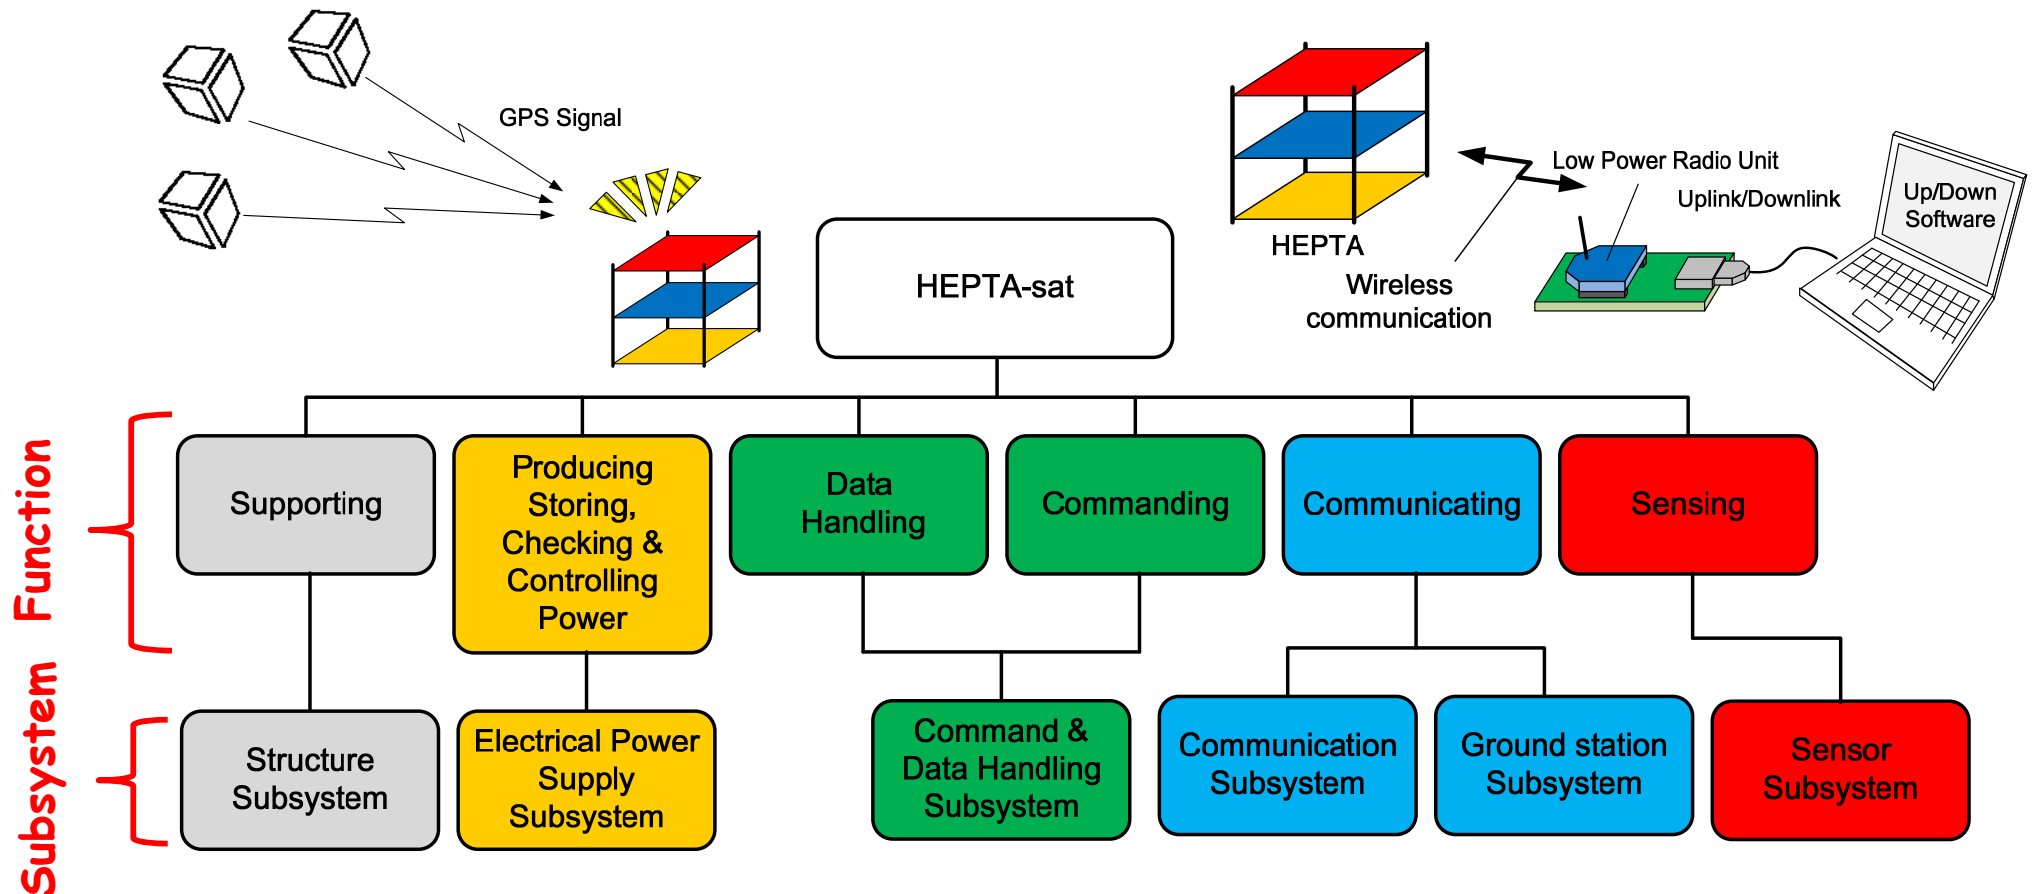 GPS Signal
HEPTA
Wireless
communication
Low Power Radio Unit
Uplink/Downlink
Up/Down
Software
HEPTA-sat
Function
Supporting
Producing
Storing,
Checking &
Controlling
Power
Data
Handling
Commanding
Communicating
Sensing
Subsystem
Structure
Subsystem
Electrical Power
Supply
Subsystem
Command &
Data Handling
Subsystem
Communication
Subsystem
Ground station
Subsystem
Sensor
Subsystem